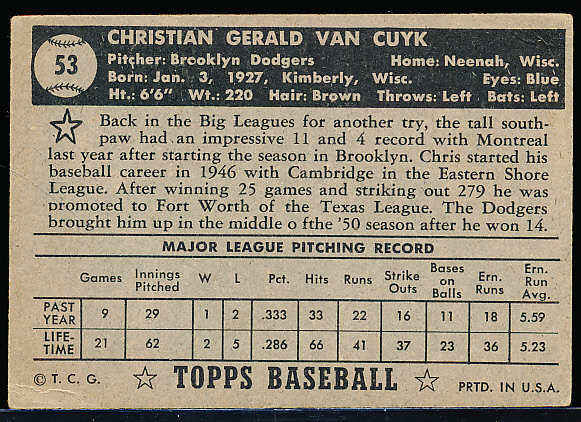 53
CHRISTIAN GERALD VAN CUYK
Pitcher: Brooklyn Dodgers Home: Neenah, Wisc.
Born: Jan. 3, 1927, Kimberly, Wisc. Eyes: Blue
Ht.: 6'6" Wt.: 220 Hair: Brown Throws: Left Bats: Left
Back in the Big Leagues for another try, the tall south-
paw had an impressive 11 and 4 record with Montreal
last year after starting the season in Brooklyn. Chris started his
baseball career in 1946 with Cambridge in the Eastern Shore
League. After winning 25 games and striking out 279 he was
promoted to Fort Worth of the Texas League. The Dodgers
brought him up in the middle o fthe '50 season after he won 14.
MAJOR LEAGUE PITCHING RECORD
Games Innings Pitched W L Pct. Hits Runs Strike Outs Bases on Balls Ern. Runs Ern. Run Avg.
PAST YEAR 9 29 1 2 .333 33 22 16 11 18 5.59
LIFE-TIME 21 62 2 5 .286 66 41 37 23 36 5.23
© T. C. G. TOPPS BASEBALL PRTD. IN U.S.A.